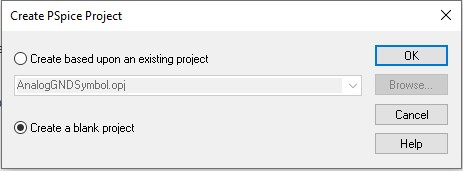 Create PSpice Project
Create based upon an existing project
OK
AnalogGNDSymbol.opj
Browse...
Create a blank project
Cancel
Help